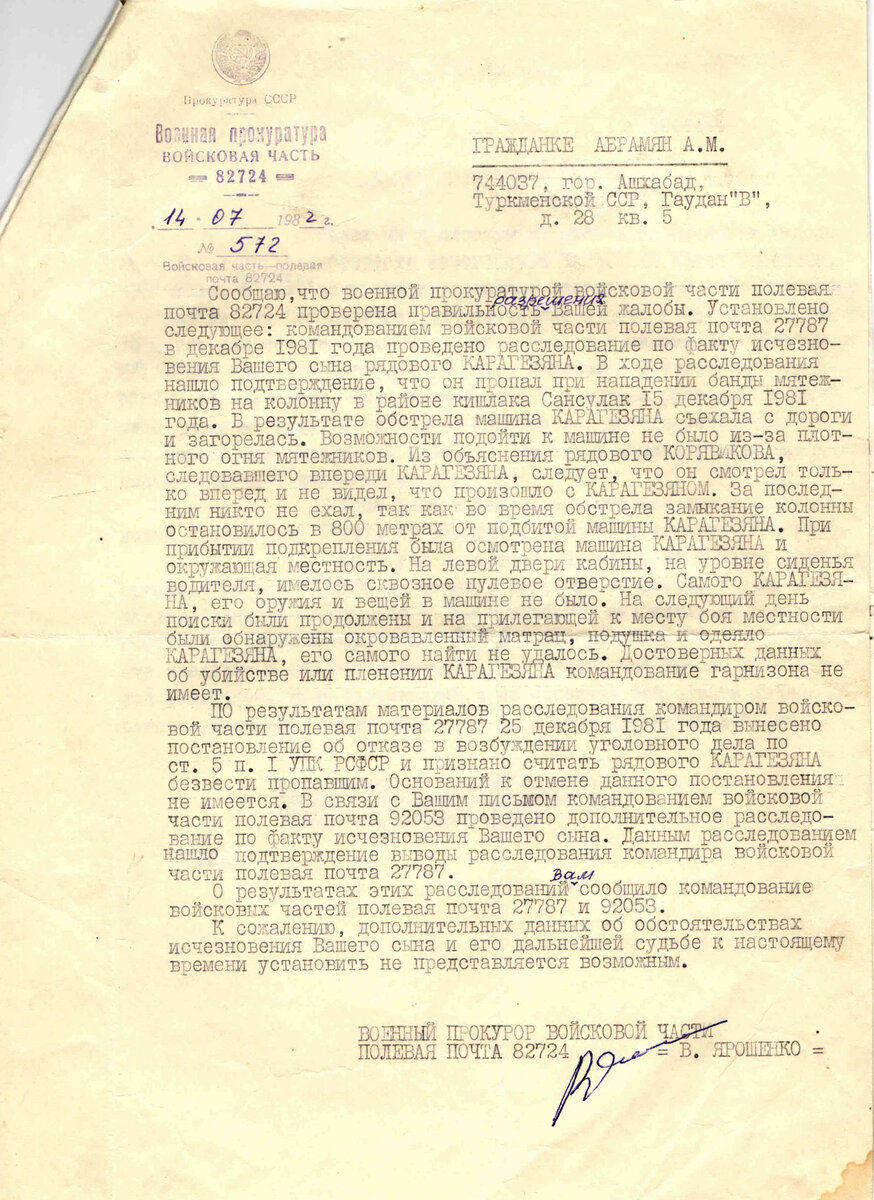 Прокуратура СССР
Военная прокуратура
ВОЙСКОВАЯ ЧАСТЬ
82724
14.07 1982 г.
№ 572
Войсковая часть—полевая
почта 82724
ГРАЖДАНКЕ АБРАМЯН А.М.
744037, гор. Ашхабад,
Туркменской ССР, Гаудан"В",
д. 28 кв. 5
Сообщаю,что военной прокуратурой войсковой части полевая
разрешения
почта 82724 проверена правильность Вашей жалобы. Установлено
следующее: командованием войсковой части полевая почта 27787
в декабре 1981 года проведено расследование по факту исчезно-
вения Вашего сына рядового КАРАГЕЗЯНА. В ходе расследования
нашло подтверждение, что он пропал при нападении банды мятеж-
ников на колонну в районе кишлака Сансулак 15 декабря 1981
года. В результате обстрела машина КАРАГЕЗЯНА съехала с дороги
и загорелась. Возможности подойти к машине не было из-за плот-
ного огня мятежников. Из объяснения рядового КОРЯВИКОВА,
следовавшего впереди КАРАГЕЗЯНА, следует, что он смотрел толь-
ко вперед и не видел, что произошло с КАРАГЕЗЯНОМ. За послед-
ним никто не ехал, так как во время обстрела замыкание колонны
остановилось в 800 метрах от подбитой машины КАРАГЕЗЯНА. При
прибытии подкрепления была осмотрена машина КАРАГЕЗЯНА и
окружающая местность. На левой двери кабины, на уровне сиденья
водителя, имелось сквозное пулевое отверстие. Самого КАРАГЕЗЯ-
НА, его оружия и вещей в машине не было. На следующий день
поиски были продолжены и на прилегающей к месту боя местности
были обнаружены окровавленный матрац, подушка и одеяло
КАРАГЕЗЯНА, его самого найти не удалось. Достоверных данных
об убийстве или пленении КАРАГЕЗЯНА командование гарнизона не
имеет.
ПО результатам материалов расследования командиром войско-
вой части полевая почта 27787 25 декабря 1981 года вынесено
постановление об отказе в возбуждении уголовного дела по
ст. 5 п. I УПК РСФСР и признано считать рядового КАРАГЕЗЯНА
безвести пропавшим. Оснований к отмене данного постановления
не имеется. В связи с Вашим письмом командованием войсковой
части полевая почта 92053 проведено дополнительное расследо-
вание по факту исчезновения Вашего сына. Данным расследованием
нашло подтверждение выводы расследования командира войсковой
части полевая почта 27787.
Вам
О результатах этих расследований сообщило командование
войсковых частей полевая почта 27787 и 92053.
К сожалению, дополнительных данных об обстоятельствах
исчезновения Вашего сына и его дальнейшей судьбе к настоящему
времени установить не представляется возможным.
ВОЕННЫЙ ПРОКУРОР ВОЙСКОВОЙ ЧАСТИ
ПОЛЕВАЯ ПОЧТА 82724 = В. ЯРОШЕНКО =